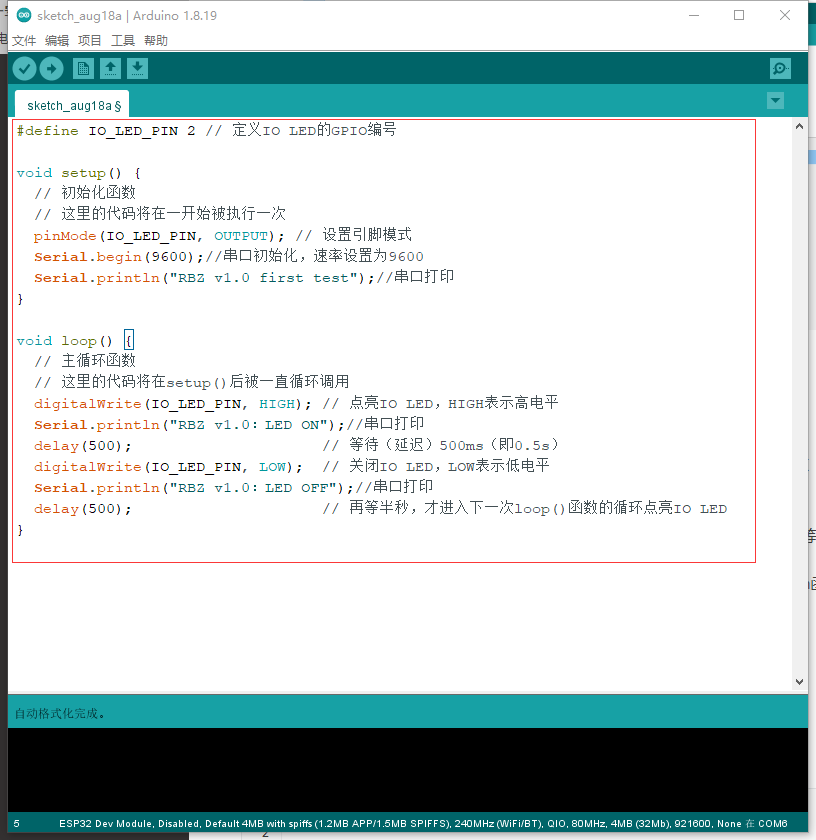 sketch_aug18a | Arduino 1.8.19
文件 编辑 项目 工具 帮助
sketch_aug18a §
#define IO_LED_PIN 2 // 定义IO LED的GPIO编号
void setup() {
// 初始化函数
// 这里的代码将在一开始被执行一次
pinMode(IO_LED_PIN, OUTPUT); // 设置引脚模式
Serial.begin(9600);//串口初始化，速率设置为9600
Serial.println("RBZ v1.0 first test");//串口打印
}
void loop() {
// 主循环函数
// 这里的代码将在setup()后被一直循环调用
digitalWrite(IO_LED_PIN, HIGH); // 点亮IO LED，HIGH表示高电平
Serial.println("RBZ v1.0：LED ON");//串口打印
delay(500); // 等待（延迟）500ms（即0.5s）
digitalWrite(IO_LED_PIN, LOW); // 关闭IO LED，LOW表示低电平
Serial.println("RBZ v1.0：LED OFF");//串口打印
delay(500); // 再等半秒，才进入下一次loop()函数的循环点亮IO LED
}
自动格式化完成。
5 ESP32 Dev Module, Disabled, Default 4MB with spiffs (1.2MB APP/1.5MB SPIFFS), 240MHz (WiFi/BT), QIO, 80MHz, 4MB (32Mb), 921600, None 在 COM6
2